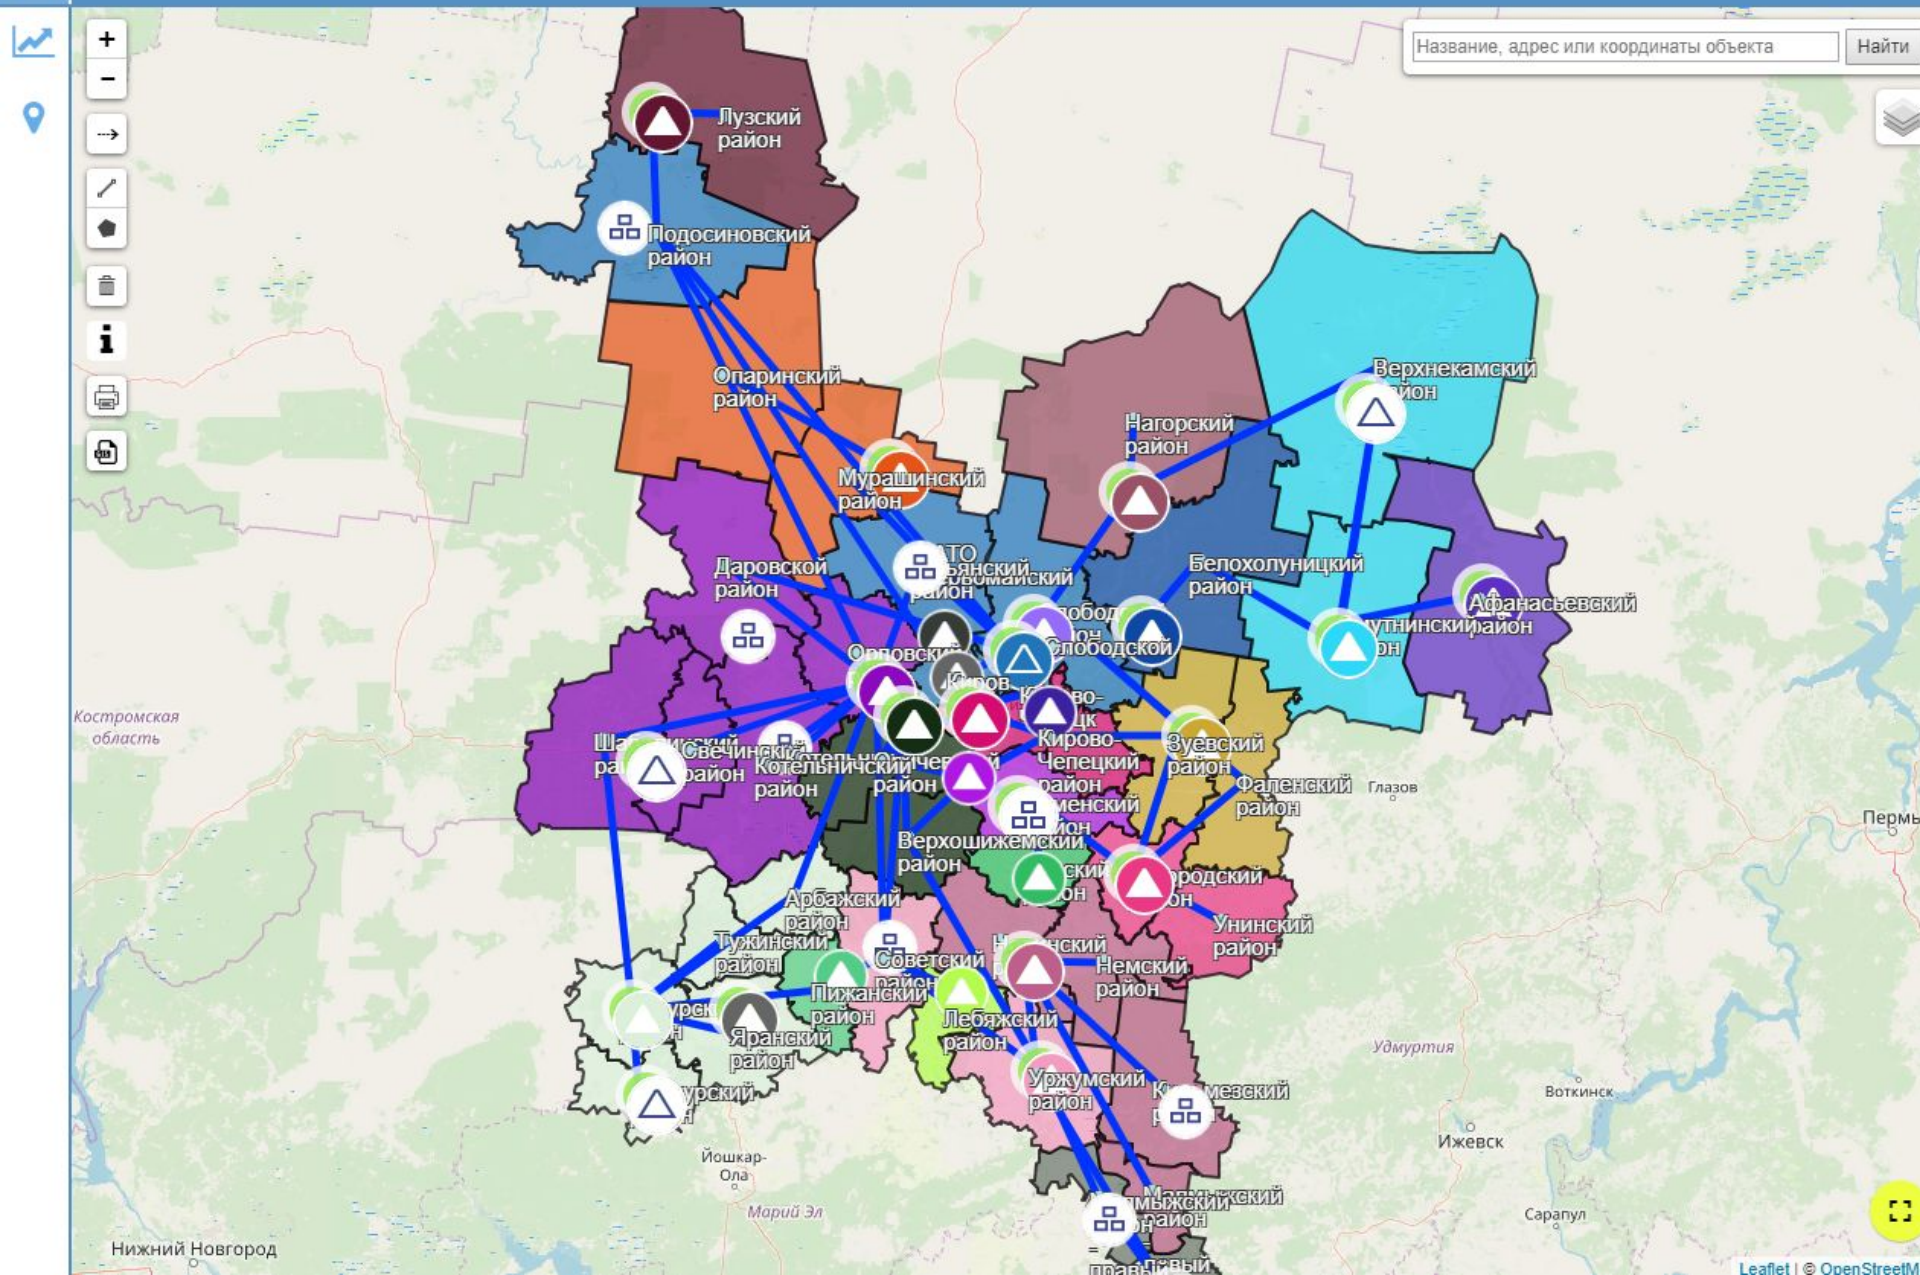 Название, адрес или координаты объекта
Найти
Лузский
район
Подосиновский
район
Опаринский
район
Верхнекамский
Нагорский
район
Мурашинский
район
Даровской
район
район
Белохолуницкий
район
Афанасьевский
район
Слободской
Киров
Костромская
область
Кирово-
Чепецкий
район
Зуевский
район
Свечинский
район
Котельничский
район
район
Фаленский
район
Глазов
Пермь
Верхошижемский
район
Арбажский
район
Унинский
район
Тужинский
район
Советский
район
Немский
район
Пижанский
район
Лебяжский
район
Яранский
район
Удмуртия
Уржумский
район
Воткинск
Ижевск
Йошкар-
Ола
Марий Эл
Сарапул
Нижний Новгород
Leaflet | © OpenStreetM